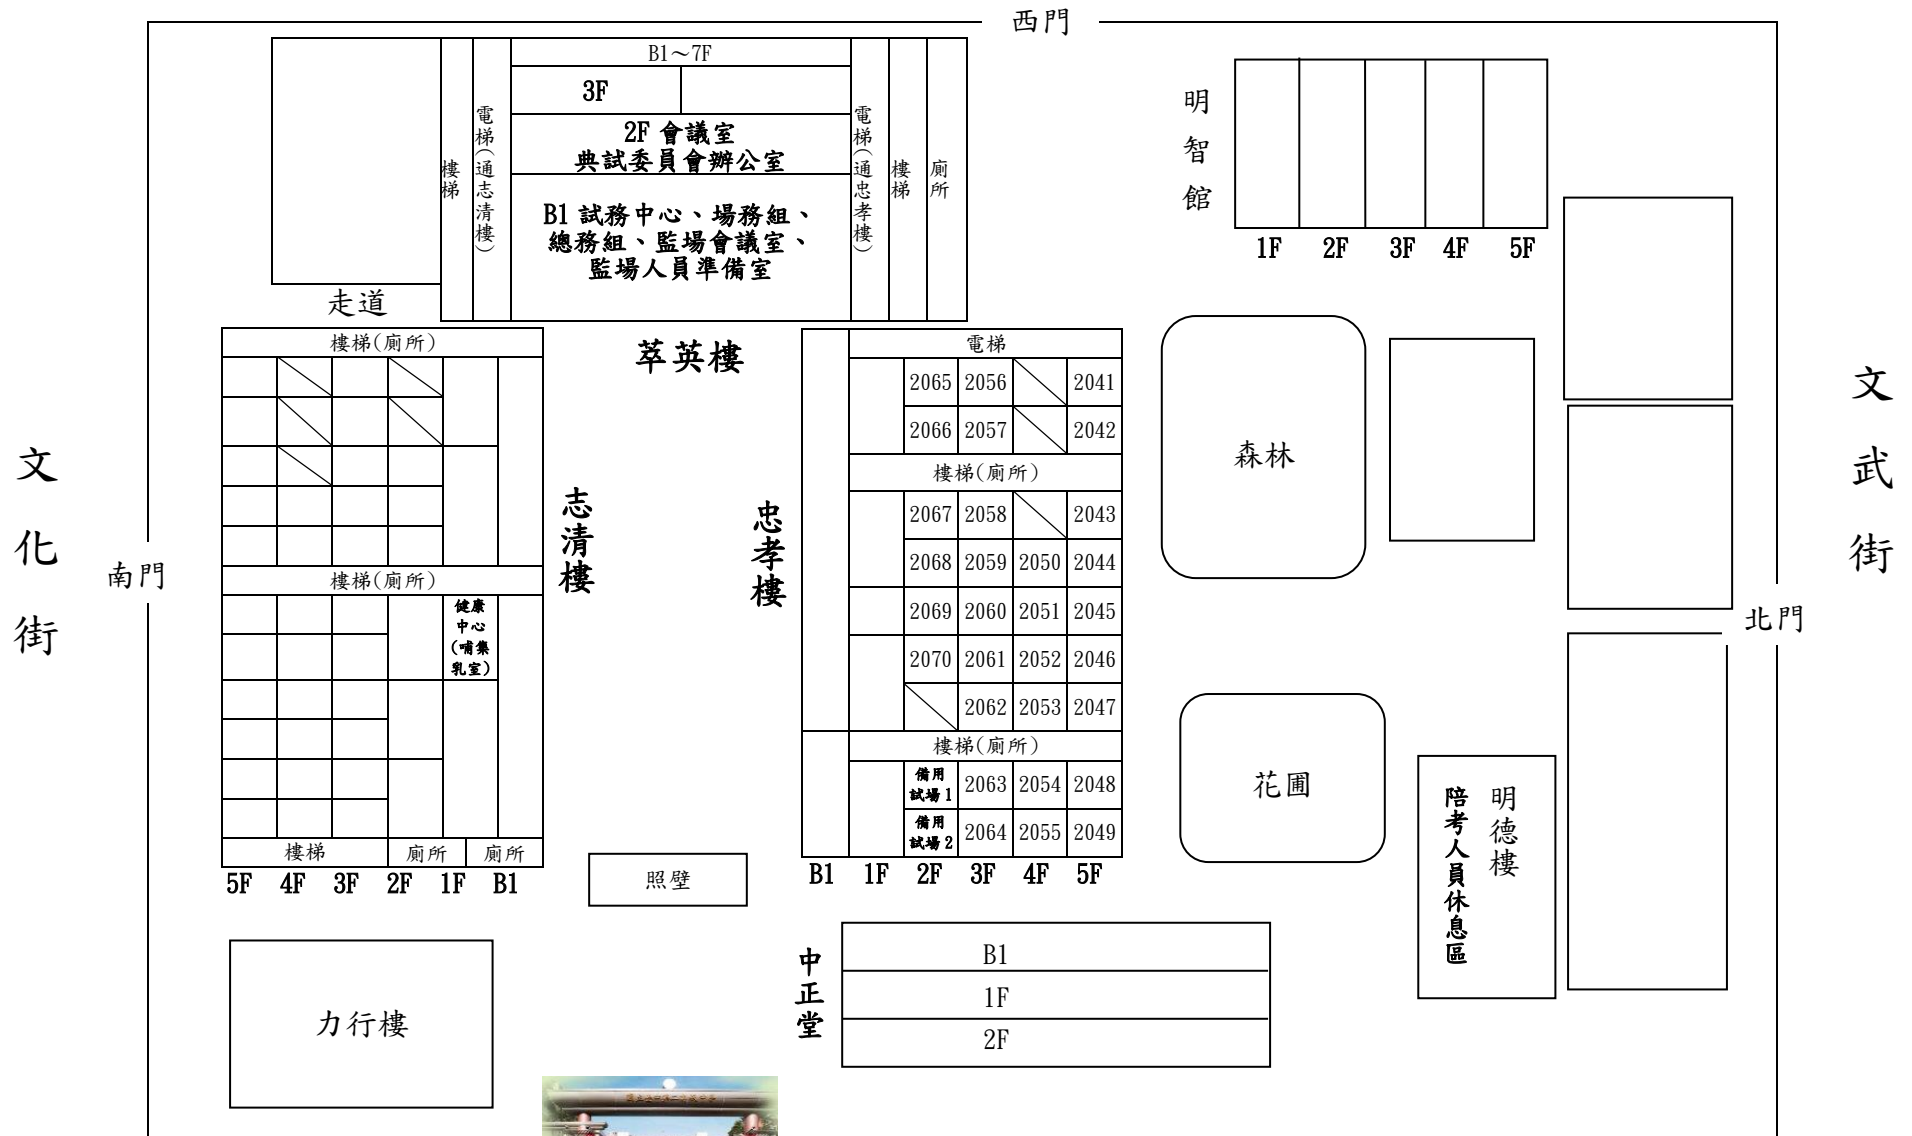 西門
B1～7F
3F
2F 會議室
典試委員會辦公室
B1 試務中心、場務組、
總務組、監場會議室、
監場人員準備室
樓梯
電梯(通志清樓)
電梯(通忠孝樓)
樓梯
廁所
明智館
1F 2F 3F 4F 5F
走道
萃英樓
文化街
南門
樓梯(廁所)
樓梯(廁所)
健康
中心
(哺集
乳室)
樓梯 廁所 廁所
5F 4F 3F 2F 1F B1
志清樓
忠孝樓
電梯
2065 2056 2041
2066 2057 2042
樓梯(廁所)
2067 2058 2043
2068 2059 2050 2044
2069 2060 2051 2045
2070 2061 2052 2046
2062 2053 2047
樓梯(廁所)
備用
試場 1
2063 2054 2048
備用
試場 2
2064 2055 2049
B1 1F 2F 3F 4F 5F
森林
花圃
文武街
北門
明德樓
陪考人員休息區
照壁
力行樓
中正堂
B1
1F
2F